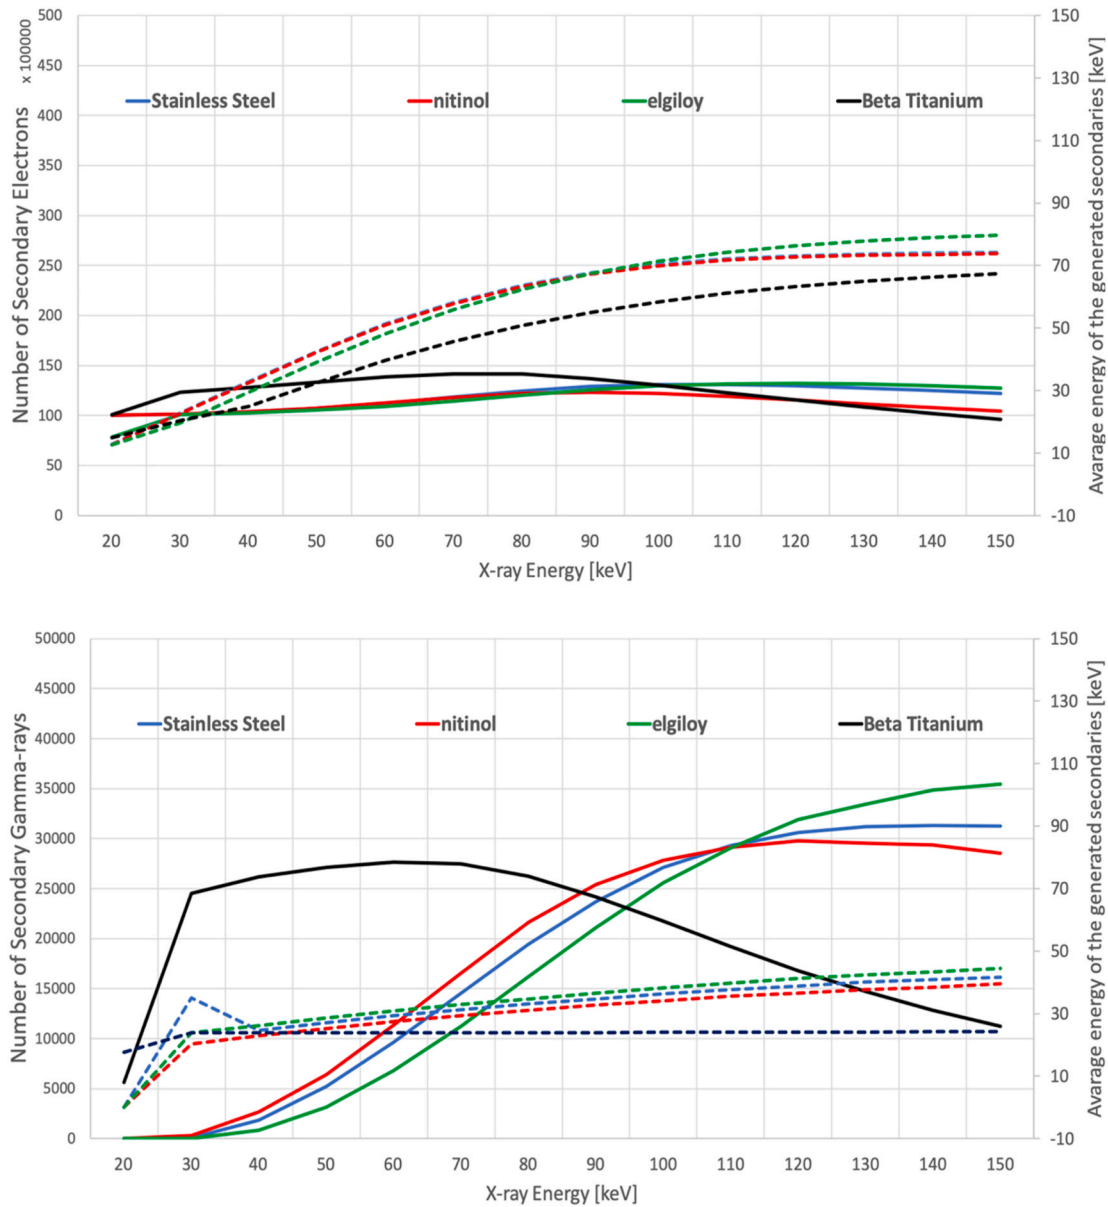 Number of Secondary Electrons
x 100000
500
450
400
350
300
250
200
150
100
50
0
Stainless Steel
nitinol
elgiloy
Beta Titanium
150
130
110
90
70
50
30
10
-10
Avarage energy of the generated secondaries [keV]
20 30 40 50 60 70 80 90 100 110 120 130 140 150
X-ray Energy [keV]
Number of Secondary Gamma-rays
50000
45000
40000
35000
30000
25000
20000
15000
10000
5000
0
Stainless Steel
nitinol
elgiloy
Beta Titanium
150
130
110
90
70
50
30
10
-10
Avarage energy of the generated secondaries [keV]
20 30 40 50 60 70 80 90 100 110 120 130 140 150
X-ray Energy [keV]